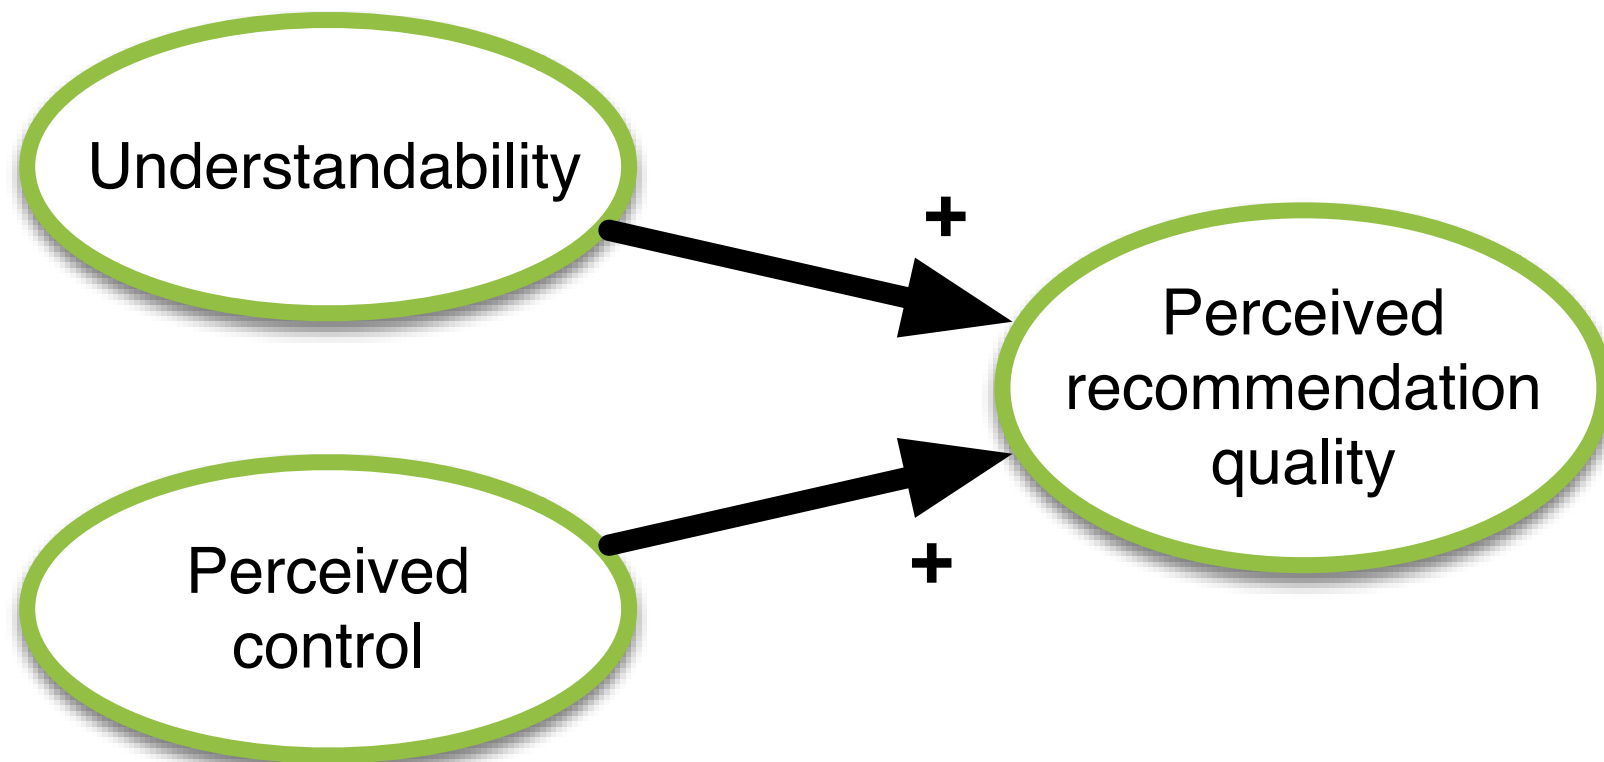 Understandability
+
Perceived
recommendation
quality
Perceived
control
+